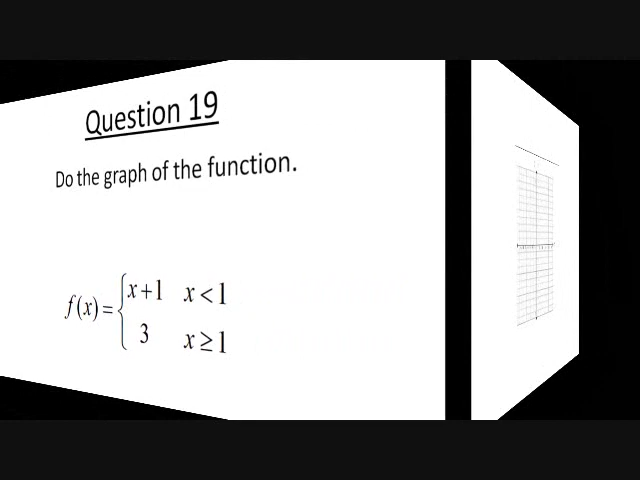 Question 19
Do the graph of the function.
f(x)={x+1 x<1
3 x≥1